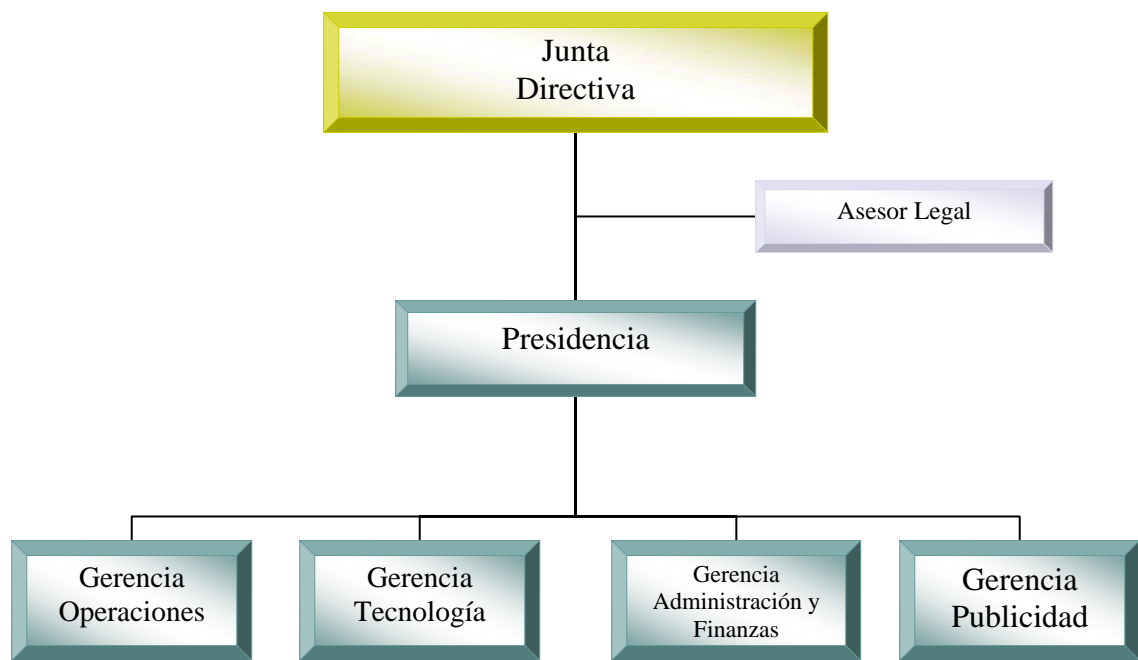 Junta
Directiva
Asesor Legal
Presidencia
Gerencia
Operaciones
Gerencia
Tecnología
Gerencia
Administración y
Finanzas
Gerencia
Publicidad